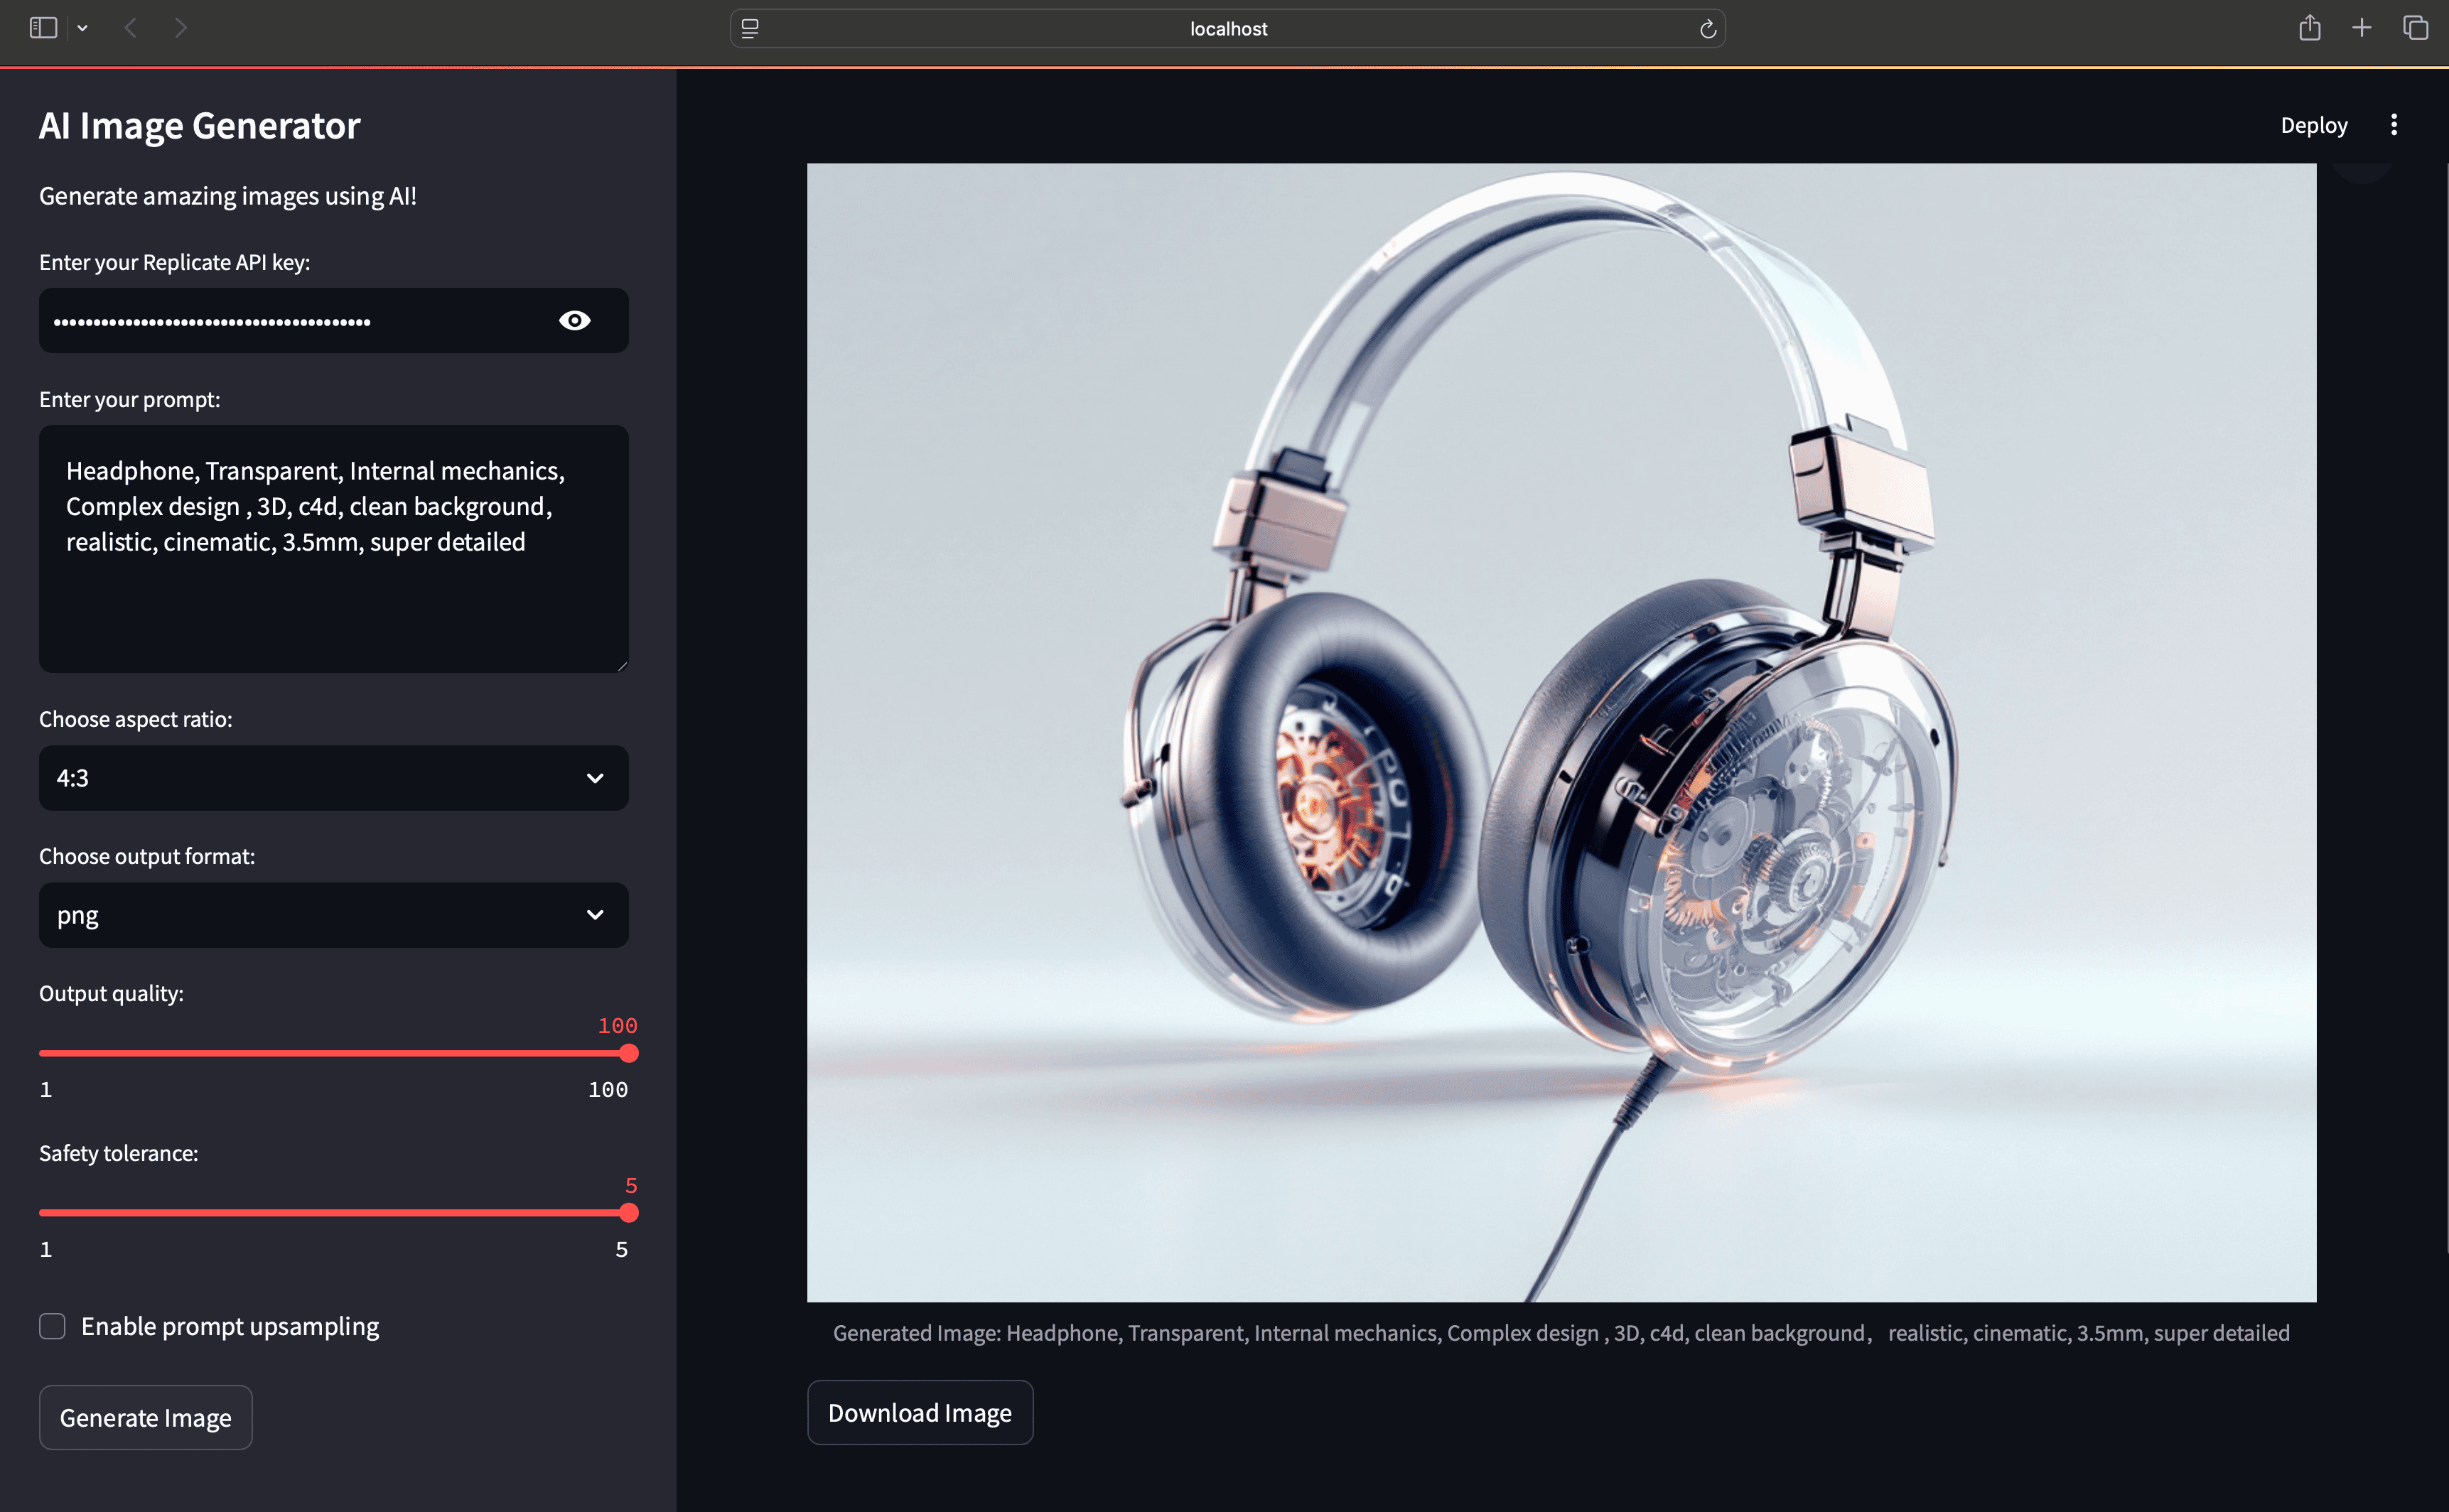 localhost
AI Image Generator
Generate amazing images using AI!
Enter your Replicate API key:
Enter your prompt:
Headphone, Transparent, Internal mechanics,
Complex design , 3D, c4d, clean background,
realistic, cinematic, 3.5mm, super detailed
Choose aspect ratio:
4:3
Choose output format:
png
Output quality:
100
1 100
Safety tolerance:
5
1 5
Enable prompt upsampling
Generate Image
Deploy
Generated Image: Headphone, Transparent, Internal mechanics, Complex design , 3D, c4d, clean background， realistic, cinematic, 3.5mm, super detailed
Download Image